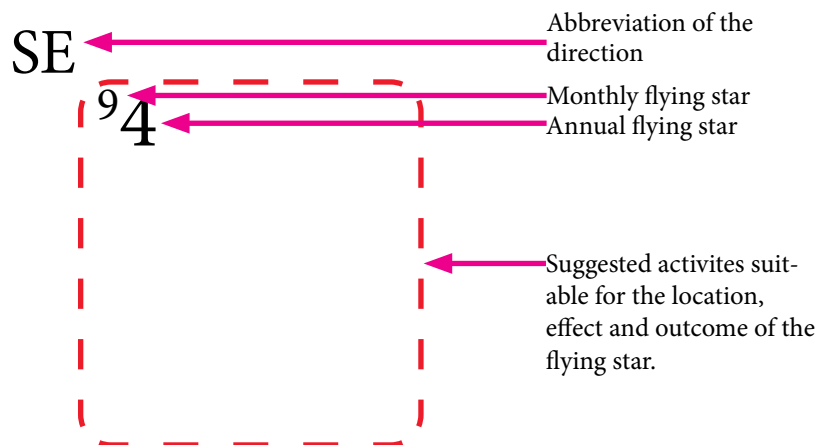 SE
Abbreviation of the
direction
9
4
Monthly flying star
Annual flying star
Suggested activites suit-
able for the location,
effect and outcome of the
flying star.